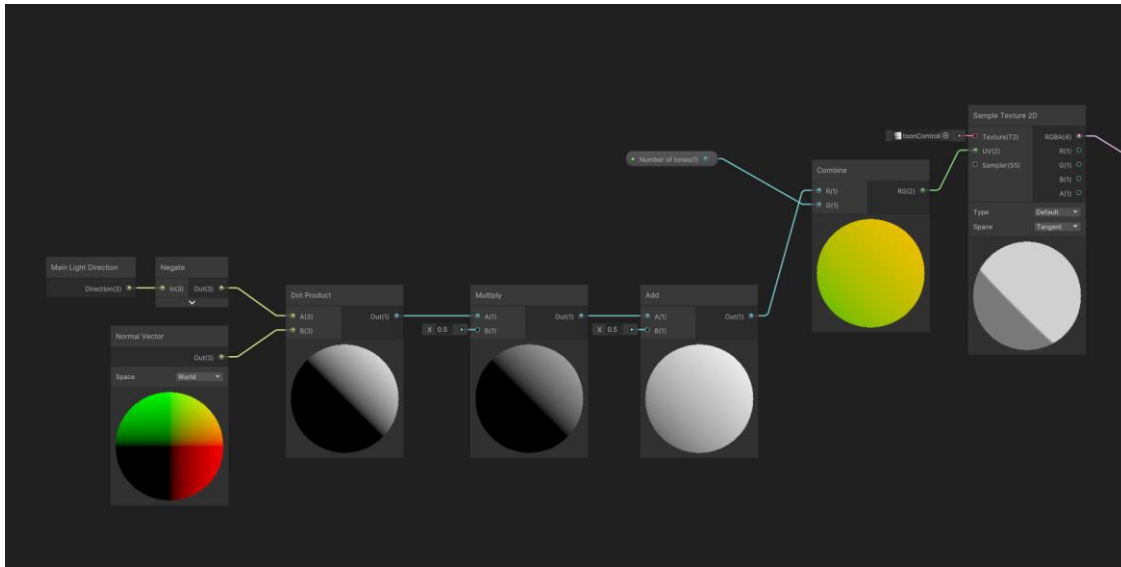 Main Light Direction
Direction(3)
Negate
In(3) Out(3)
Normal Vector
Out(3)
Space World
Dot Product
A(3) Out(1)
B(3)
Multiply
A(1) Out(1)
B(1)
X 0.5
Add
A(1) Out(1)
B(1)
X 0.5
Number of tones(1)
Combine
R(1) RG(2)
G(1)
toonControll
Sample Texture 2D
Texture(T2) RGBA(4)
UV(2) R(1)
Sampler(SS) G(1)
B(1)
A(1)
Type Default
Space Tangent